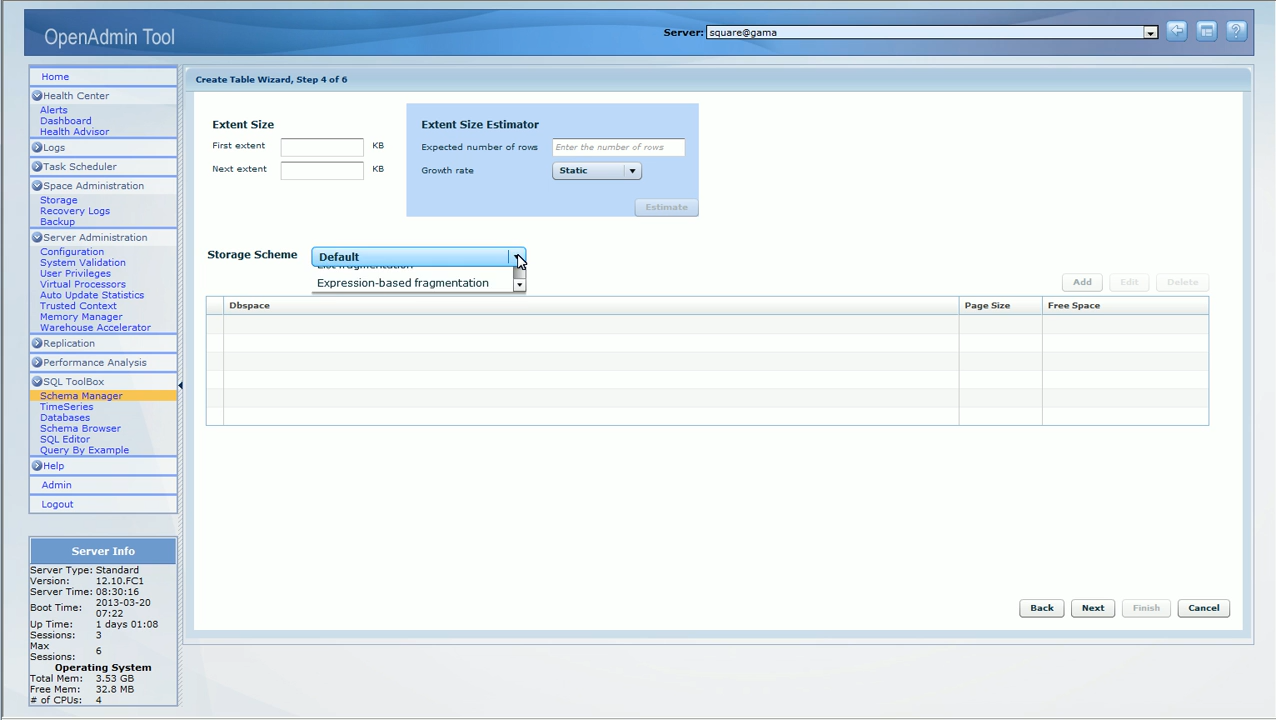 OpenAdmin Tool
Server: square@gama
Home
Health Center
Alerts
Dashboard
Health Advisor
Logs
Task Scheduler
Space Administration
Storage
Recovery Logs
Backup
Server Administration
Configuration
System Validation
User Privileges
Virtual Processors
Auto Update Statistics
Trusted Context
Memory Manager
Warehouse Accelerator
Replication
Performance Analysis
SQL ToolBox
Schema Manager
TimeSeries
Databases
Schema Browser
SQL Editor
Query By Example
Help
Admin
Logout
Server Info
Server Type: Standard
Version: 12.10.FC1
Server Time: 08:30:16
Boot Time: 2013-03-20 07:22
Up Time: 1 days 01:08
Sessions: 3
Max Sessions: 6
Operating System
Total Mem: 3.53 GB
Free Mem: 32.8 MB
# of CPUs: 4
Create Table Wizard, Step 4 of 6
Extent Size
First extent KB
Next extent KB
Extent Size Estimator
Expected number of rows Enter the number of rows
Growth rate Static
Estimate
Storage Scheme Default
List fragmentation
Expression-based fragmentation
Add Edit Delete
Dbspace Page Size Free Space
Back Next Finish Cancel